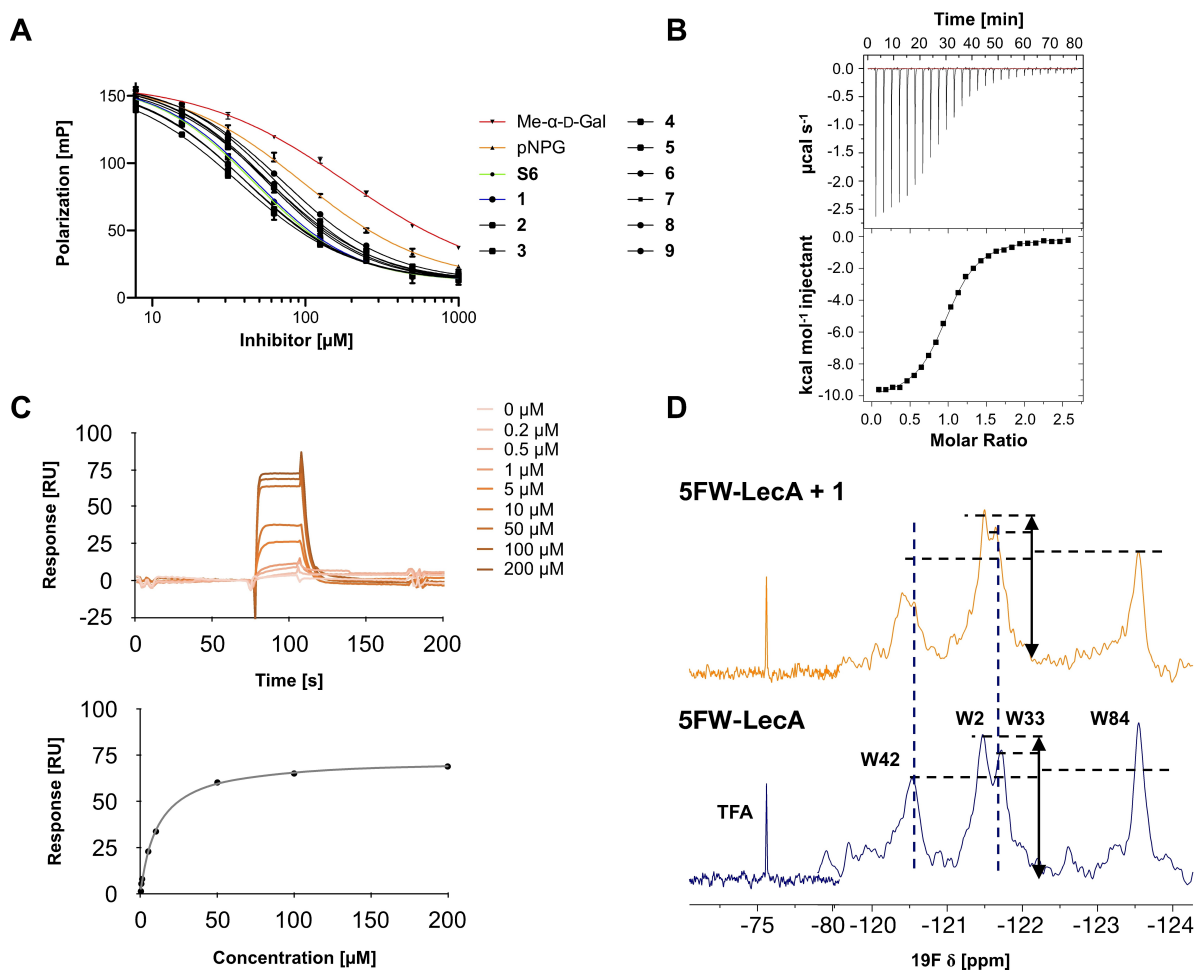 A
150
100
50
0
10
100
1000
Polarization [mP]
Inhibitor [µM]
Me-α-D-Gal
pNPG
S6
1
2
3
4
5
6
7
8
9
B
Time [min]
0 10 20 30 40 50 60 70 80
0.0
-0.5
-1.0
-1.5
-2.0
-2.5
µcal s⁻¹
0.0
-2.0
-4.0
-6.0
-8.0
-10.0
kcal mol⁻¹ injectant
0.0 0.5 1.0 1.5 2.0 2.5
Molar Ratio
C
100
75
50
25
0
-25
Response [RU]
0 50 100 150 200
Time [s]
0 µM
0.2 µM
0.5 µM
1 µM
5 µM
10 µM
50 µM
100 µM
200 µM
100
75
50
25
0
Response [RU]
0 50 100 150 200
Concentration [µM]
D
5FW-LecA + 1
5FW-LecA
W2 W33 W84
W42
TFA
-75 -80 -120 -121 -122 -123 -124
19F δ [ppm]